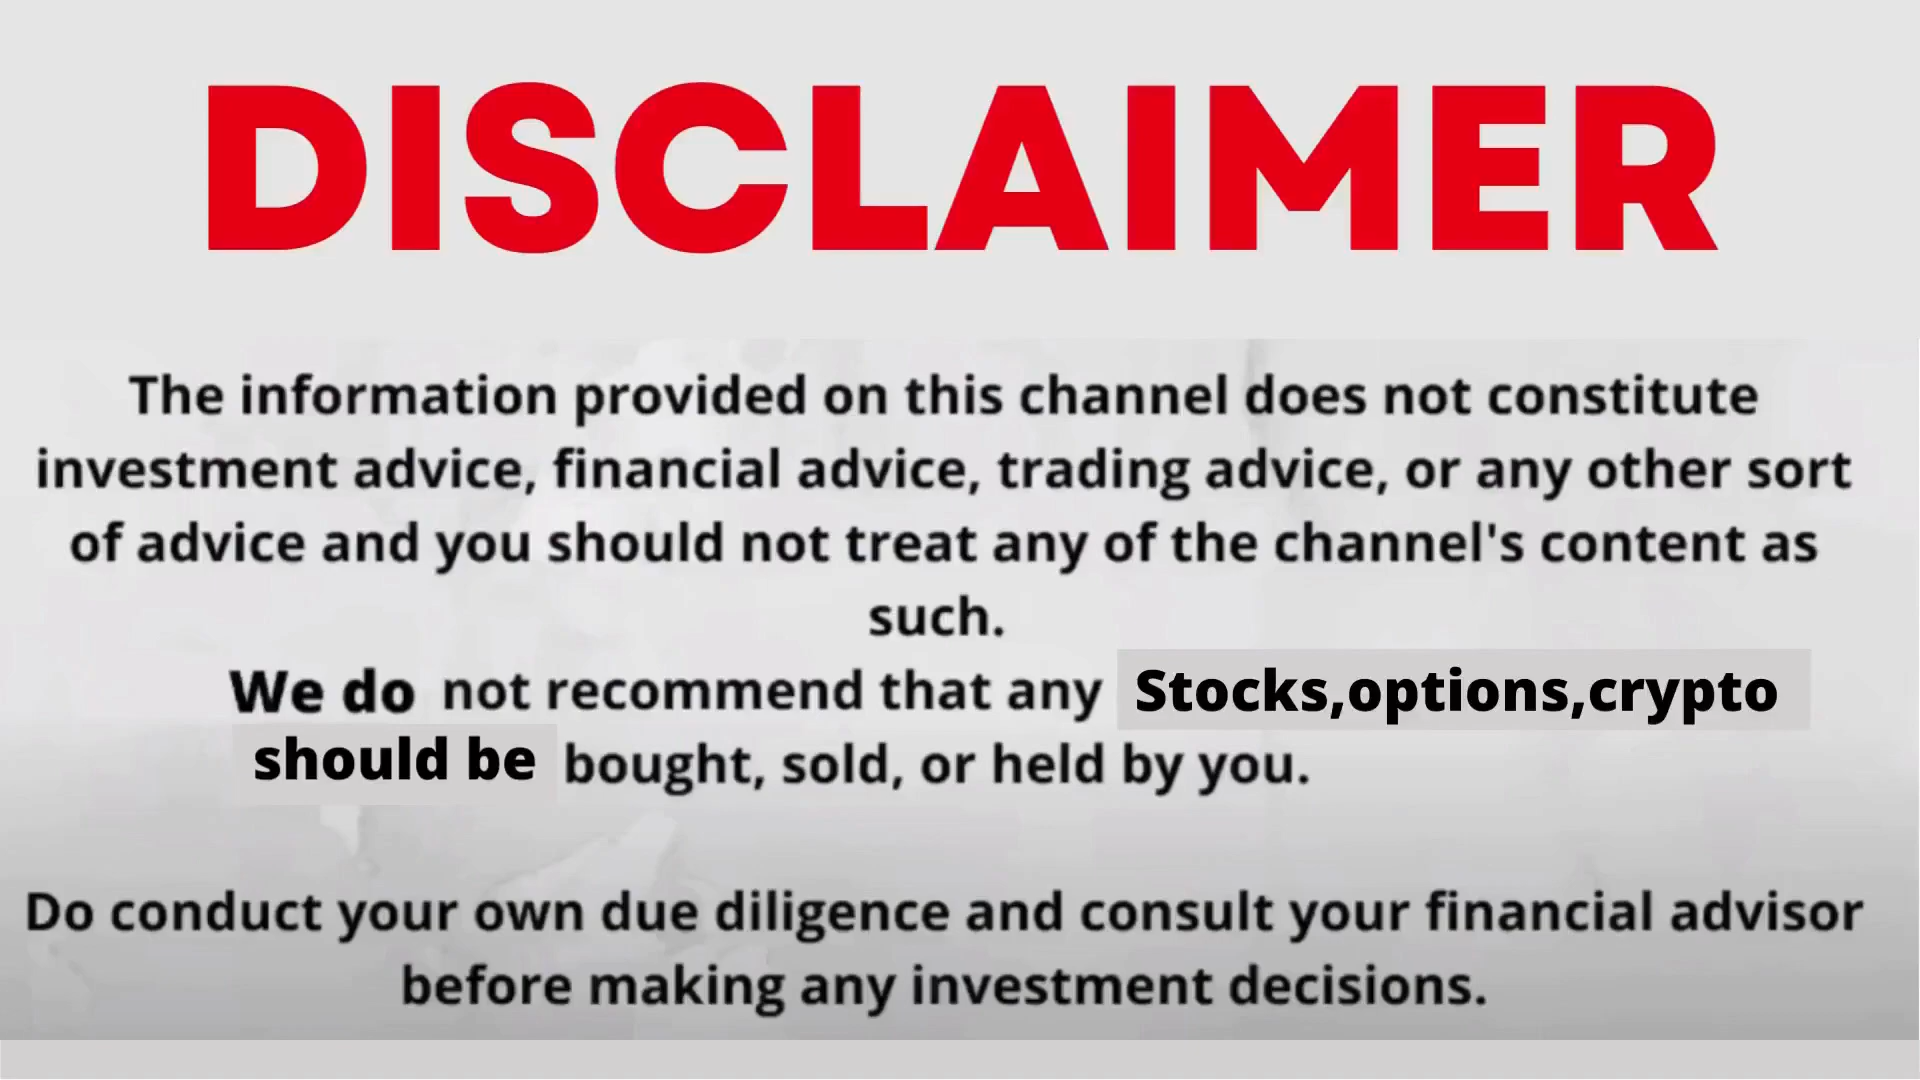 DISCLAIMER
The information provided on this channel does not constitute
investment advice, financial advice, trading advice, or any other sort
of advice and you should not treat any of the channel's content as
such.
We do not recommend that any Stocks,options,crypto
should be bought, sold, or held by you.
Do conduct your own due diligence and consult your financial advisor
before making any investment decisions.